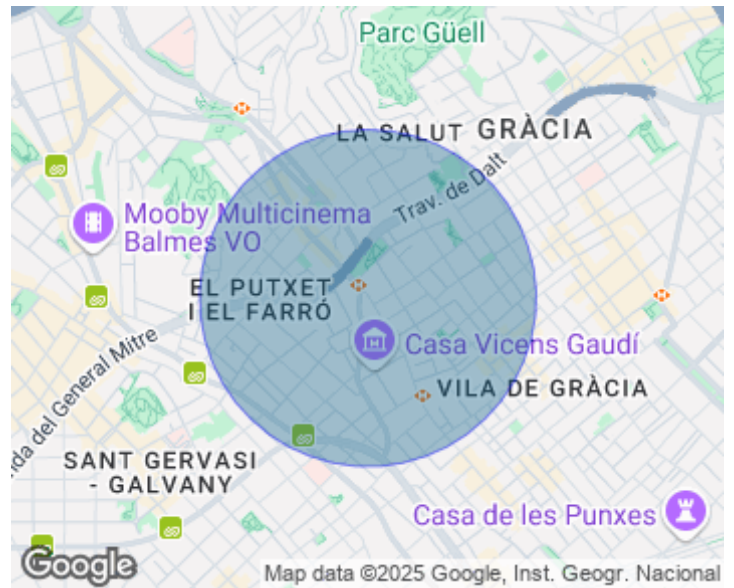 Parc Güell
LA SALUT
GRÀCIA
Trav. de Dalt
Mooby Multicinema
Balmes VO
EL PUTXET
I EL FARRÓ
Casa Vicens Gaudí
nda del General Mitre
VILA DE GRÀCIA
SANT GERVASI
- GALVANY
Casa de les Punxes
Google
Map data ©2025 Google, Inst. Geogr. Nacional